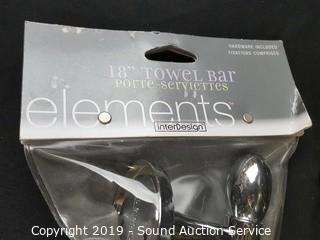 HARDWARE INCLUDED
FIXATIONS COMPRISES
18" TOWEL BAR
PORTE-SERVIETTES
elements
interDesign
Copyright 2019 - Sound Auction Service